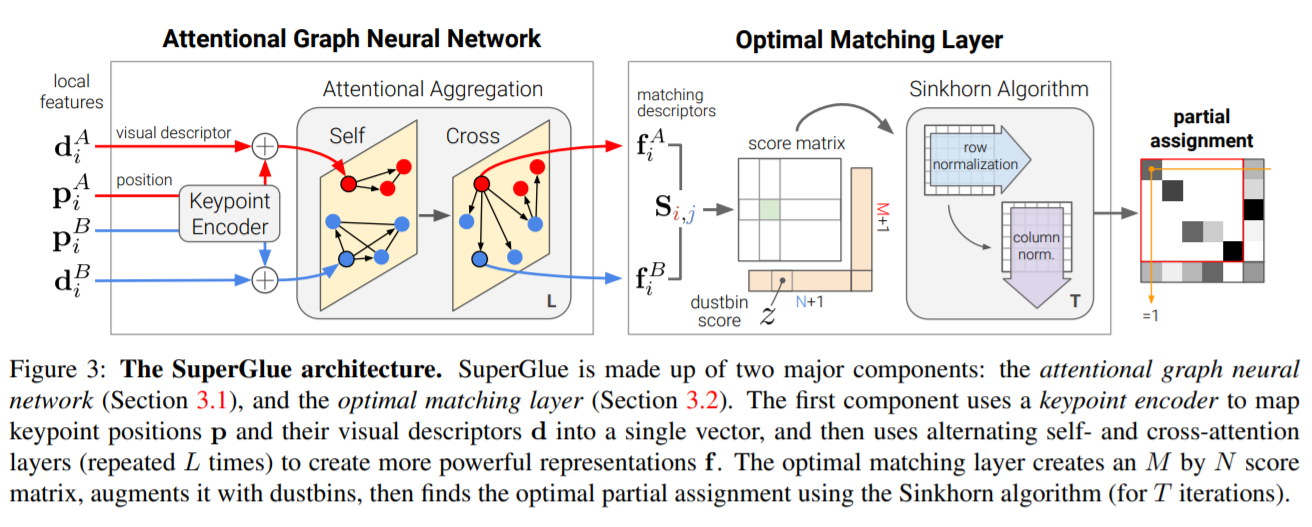 Attentional Graph Neural Network
Optimal Matching Layer
local
features
d_i^A
visual descriptor
p_i^A
position
Keypoint
Encoder
p_i^B
d_i^B
Attentional Aggregation
Self
Cross
L
matching
descriptors
f_i^A
S_{i,j}
f_i^B
score matrix
M+1
dustbin
score
z
N+1
Sinkhorn Algorithm
row
normalization
column
norm.
T
partial
assignment
=1
Figure 3: The SuperGlue architecture. SuperGlue is made up of two major components: the attentional graph neural
network (Section 3.1), and the optimal matching layer (Section 3.2). The first component uses a keypoint encoder to map
keypoint positions p and their visual descriptors d into a single vector, and then uses alternating self- and cross-attention
layers (repeated L times) to create more powerful representations f. The optimal matching layer creates an M by N score
matrix, augments it with dustbins, then finds the optimal partial assignment using the Sinkhorn algorithm (for T iterations).